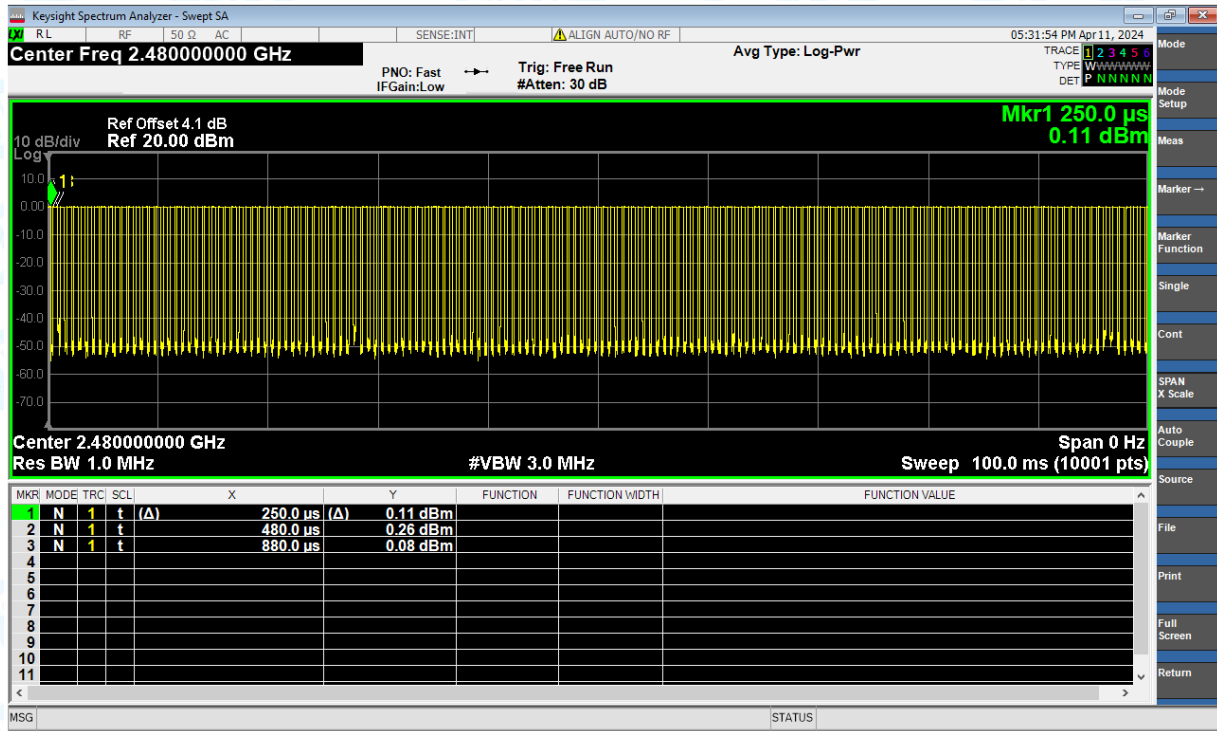 Keysight Spectrum Analyzer - Swept SA
LXI RL RF 50 Ω AC SENSE:INT ALIGN AUTO/NO RF 05:31:54 PM Apr 11, 2024
Center Freq 2.480000000 GHz
Avg Type: Log-Pwr
TRACE 1 2 3 4 5 6
TYPE WWWWWW
DET P N N N N N
PNO: Fast
IFGain:Low
Trig: Free Run
#Atten: 30 dB
Mkr1 250.0 µs
0.11 dBm
Ref Offset 4.1 dB
10 dB/div Ref 20.00 dBm
Log
10.0
1
0.00
-10.0
-20.0
-30.0
-40.0
-50.0
-60.0
-70.0
Center 2.480000000 GHz Span 0 Hz
Res BW 1.0 MHz #VBW 3.0 MHz Sweep 100.0 ms (10001 pts)
MKR MODE TRC SCL X Y FUNCTION FUNCTION WIDTH FUNCTION VALUE
1 N 1 t (Δ) 250.0 µs (Δ) 0.11 dBm
2 N 1 t 480.0 µs 0.26 dBm
3 N 1 t 880.0 µs 0.08 dBm
4
5
6
7
8
9
10
11
MSG STATUS
Mode
Mode
Setup
Meas
Marker →
Marker
Function
Single
Cont
SPAN
X Scale
Auto
Couple
Source
File
Print
Full
Screen
Return